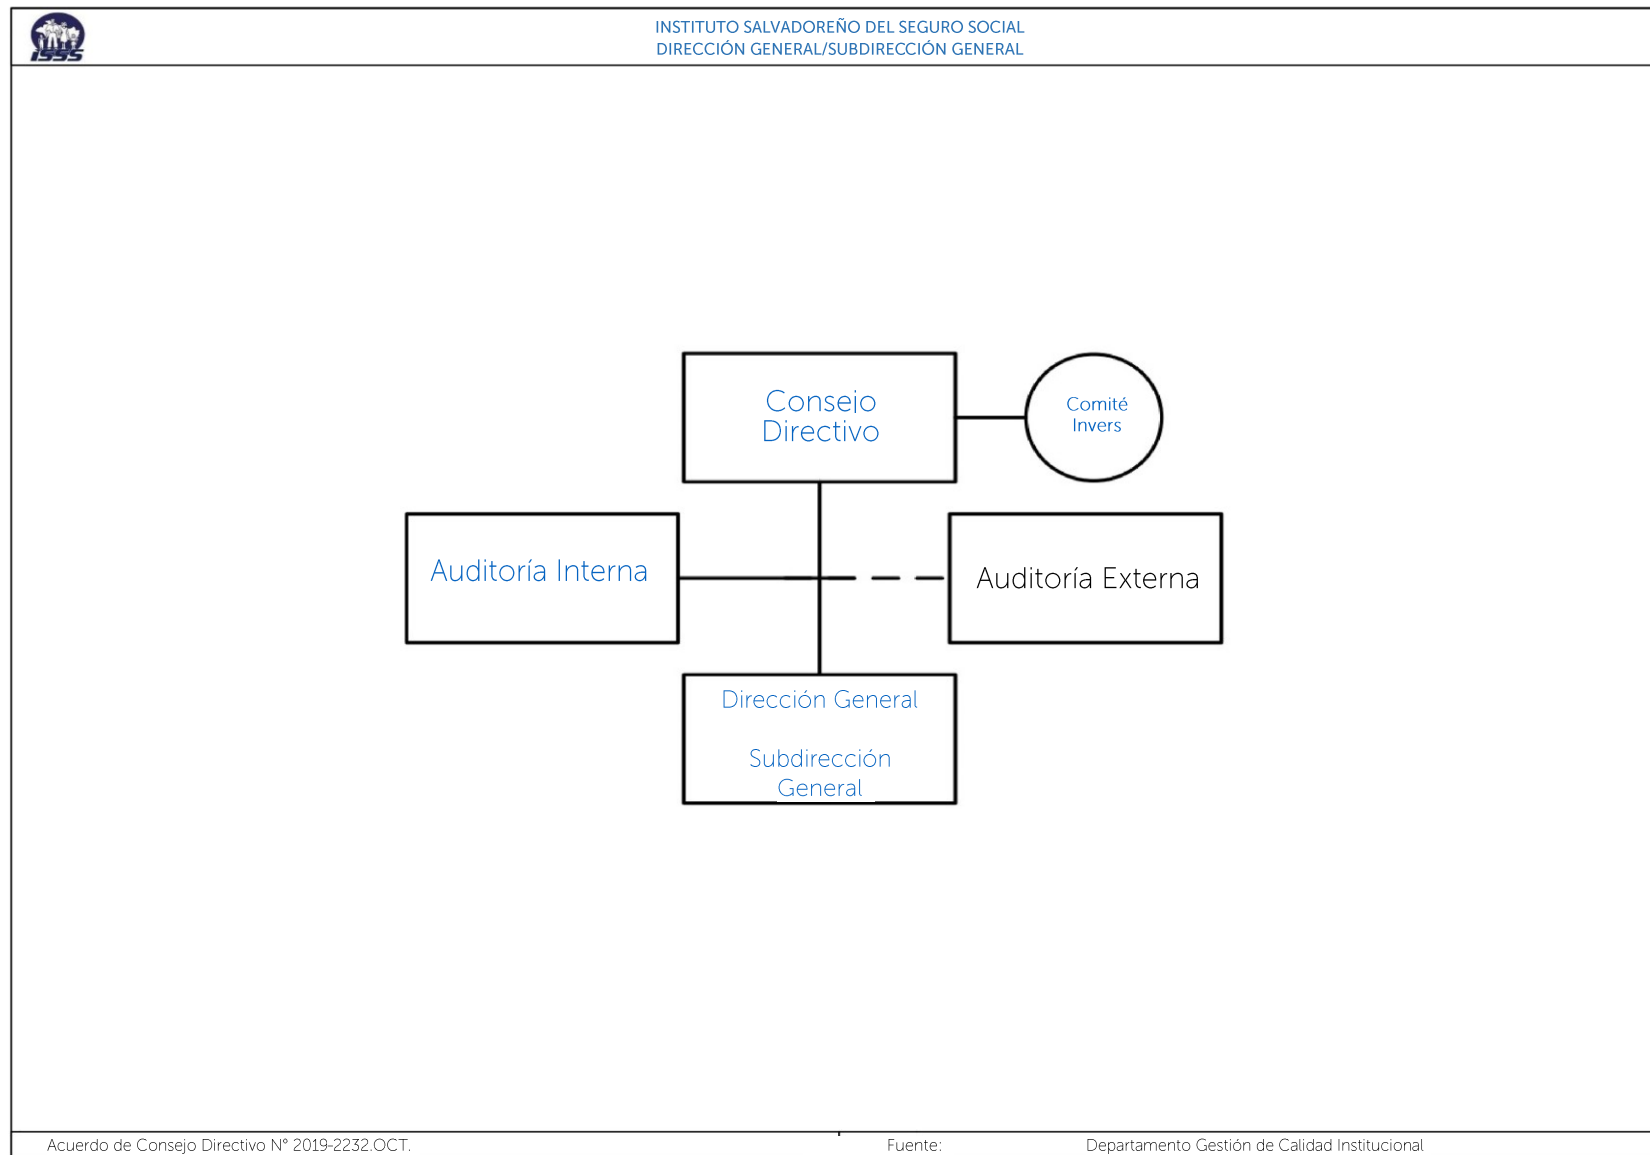 ISSS
INSTITUTO SALVADOREÑO DEL SEGURO SOCIAL
DIRECCIÓN GENERAL/SUBDIRECCIÓN GENERAL
Consejo
Directivo
Comité
Invers
Auditoría Interna
Auditoría Externa
Dirección General
Subdirección
General
Acuerdo de Consejo Directivo N° 2019-2232.OCT.
Fuente:
Departamento Gestión de Calidad Institucional